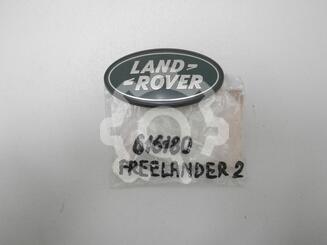 LAND-
-ROVER
616180
FREELANDER 2